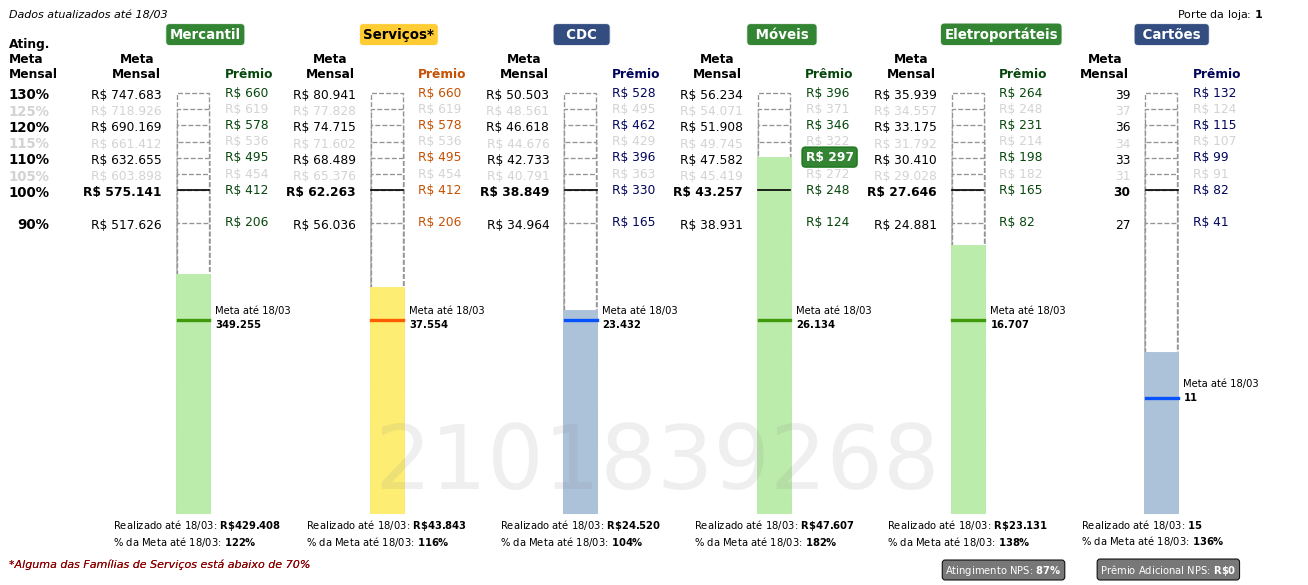 Dados atualizados até 18/03
Porte da loja: 1
Mercantil Serviços* CDC Móveis Eletroportáteis Cartões
Ating. Meta Mensal
Meta Mensal Prêmio Meta Mensal Prêmio Meta Mensal Prêmio Meta Mensal Prêmio Meta Mensal Prêmio Meta Mensal Prêmio
130% R$ 747.683 R$ 660 R$ 80.941 R$ 660 R$ 50.503 R$ 528 R$ 56.234 R$ 396 R$ 35.939 R$ 264 39 R$ 132
125% R$ 718.926 R$ 619 R$ 77.828 R$ 619 R$ 48.561 R$ 495 R$ 54.071 R$ 371 R$ 34.557 R$ 248 37 R$ 124
120% R$ 690.169 R$ 578 R$ 74.715 R$ 578 R$ 46.618 R$ 462 R$ 51.908 R$ 346 R$ 33.175 R$ 231 36 R$ 115
115% R$ 661.412 R$ 536 R$ 71.602 R$ 536 R$ 44.676 R$ 429 R$ 49.745 R$ 322 R$ 31.792 R$ 214 34 R$ 107
110% R$ 632.655 R$ 495 R$ 68.489 R$ 495 R$ 42.733 R$ 396 R$ 47.582 R$ 297 R$ 30.410 R$ 198 33 R$ 99
105% R$ 603.898 R$ 454 R$ 65.376 R$ 454 R$ 40.791 R$ 363 R$ 45.419 R$ 272 R$ 29.028 R$ 182 31 R$ 91
100% R$ 575.141 R$ 412 R$ 62.263 R$ 412 R$ 38.849 R$ 330 R$ 43.257 R$ 248 R$ 27.646 R$ 165 30 R$ 82
90% R$ 517.626 R$ 206 R$ 56.036 R$ 206 R$ 34.964 R$ 165 R$ 38.931 R$ 124 R$ 24.881 R$ 82 27 R$ 41
Meta até 18/03 Meta até 18/03 Meta até 18/03 Meta até 18/03 Meta até 18/03
349.255 37.554 23.432 26.134 16.707
Meta até 18/03
11
2101839268
Realizado até 18/03: R$429.408 Realizado até 18/03: R$43.843 Realizado até 18/03: R$24.520 Realizado até 18/03: R$47.607 Realizado até 18/03: R$23.131 Realizado até 18/03: 15
% da Meta até 18/03: 122% % da Meta até 18/03: 116% % da Meta até 18/03: 104% % da Meta até 18/03: 182% % da Meta até 18/03: 138% % da Meta até 18/03: 136%
*Alguma das Famílias de Serviços está abaixo de 70%
Atingimento NPS: 87% Prêmio Adicional NPS: R$0